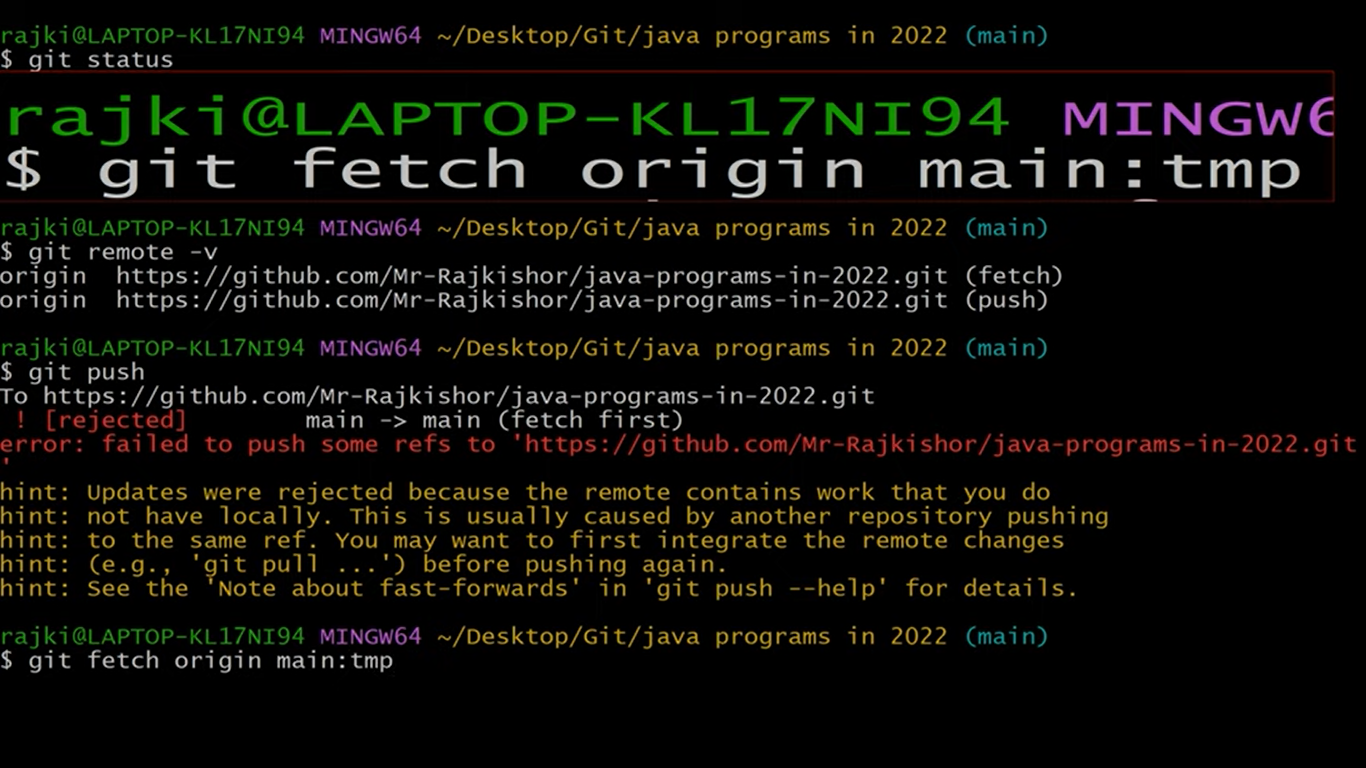 rajki@LAPTOP-KL17NI94 MINGW64 ~/Desktop/Git/java programs in 2022 (main)
$ git status
rajki@LAPTOP-KL17NI94 MINGW6
$ git fetch origin main:tmp
rajki@LAPTOP-KL17NI94 MINGW64 ~/Desktop/Git/java programs in 2022 (main)
$ git remote -v
origin  https://github.com/Mr-Rajkishor/java-programs-in-2022.git (fetch)
origin  https://github.com/Mr-Rajkishor/java-programs-in-2022.git (push)
rajki@LAPTOP-KL17NI94 MINGW64 ~/Desktop/Git/java programs in 2022 (main)
$ git push
To https://github.com/Mr-Rajkishor/java-programs-in-2022.git
 ! [rejected]        main -> main (fetch first)
error: failed to push some refs to 'https://github.com/Mr-Rajkishor/java-programs-in-2022.git
'
hint: Updates were rejected because the remote contains work that you do
hint: not have locally. This is usually caused by another repository pushing
hint: to the same ref. You may want to first integrate the remote changes
hint: (e.g., 'git pull ...') before pushing again.
hint: See the 'Note about fast-forwards' in 'git push --help' for details.
rajki@LAPTOP-KL17NI94 MINGW64 ~/Desktop/Git/java programs in 2022 (main)
$ git fetch origin main:tmp